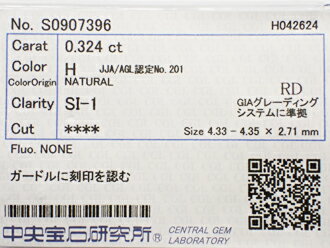 No. S0907396 H042624
Carat 0.324 ct
Color H JJA/AGL認定No.201
ColorOrigin NATURAL
Clarity SI-1 RD
GIAグレーディング
システムに準拠
Cut **** Size 4.33 - 4.35 × 2.71 mm
Fluo. NONE
ガードルに刻印を認む
中央宝石研究所® CENTRAL GEM
LABORATORY